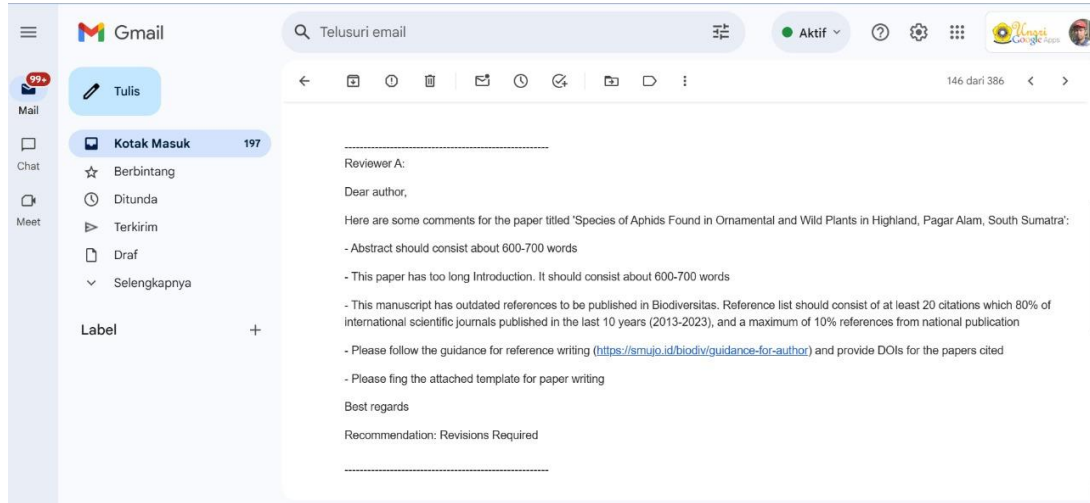 Gmail
Telusuri email
Aktif
Unsri
Google Apps
99+
Mail
Chat
Meet
Tulis
Kotak Masuk 197
Berbintang
Ditunda
Terkirim
Draf
Selengkapnya
Label
146 dari 386
------------------------------------------------------
Reviewer A:
Dear author,
Here are some comments for the paper titled 'Species of Aphids Found in Ornamental and Wild Plants in Highland, Pagar Alam, South Sumatra':
- Abstract should consist about 600-700 words
- This paper has too long Introduction. It should consist about 600-700 words
- This manuscript has outdated references to be published in Biodiversitas. Reference list should consist of at least 20 citations which 80% of
international scientific journals published in the last 10 years (2013-2023), and a maximum of 10% references from national publication
- Please follow the guidance for reference writing (https://smujo.id/biodiv/guidance-for-author) and provide DOIs for the papers cited
- Please fing the attached template for paper writing
Best regards
Recommendation: Revisions Required
------------------------------------------------------